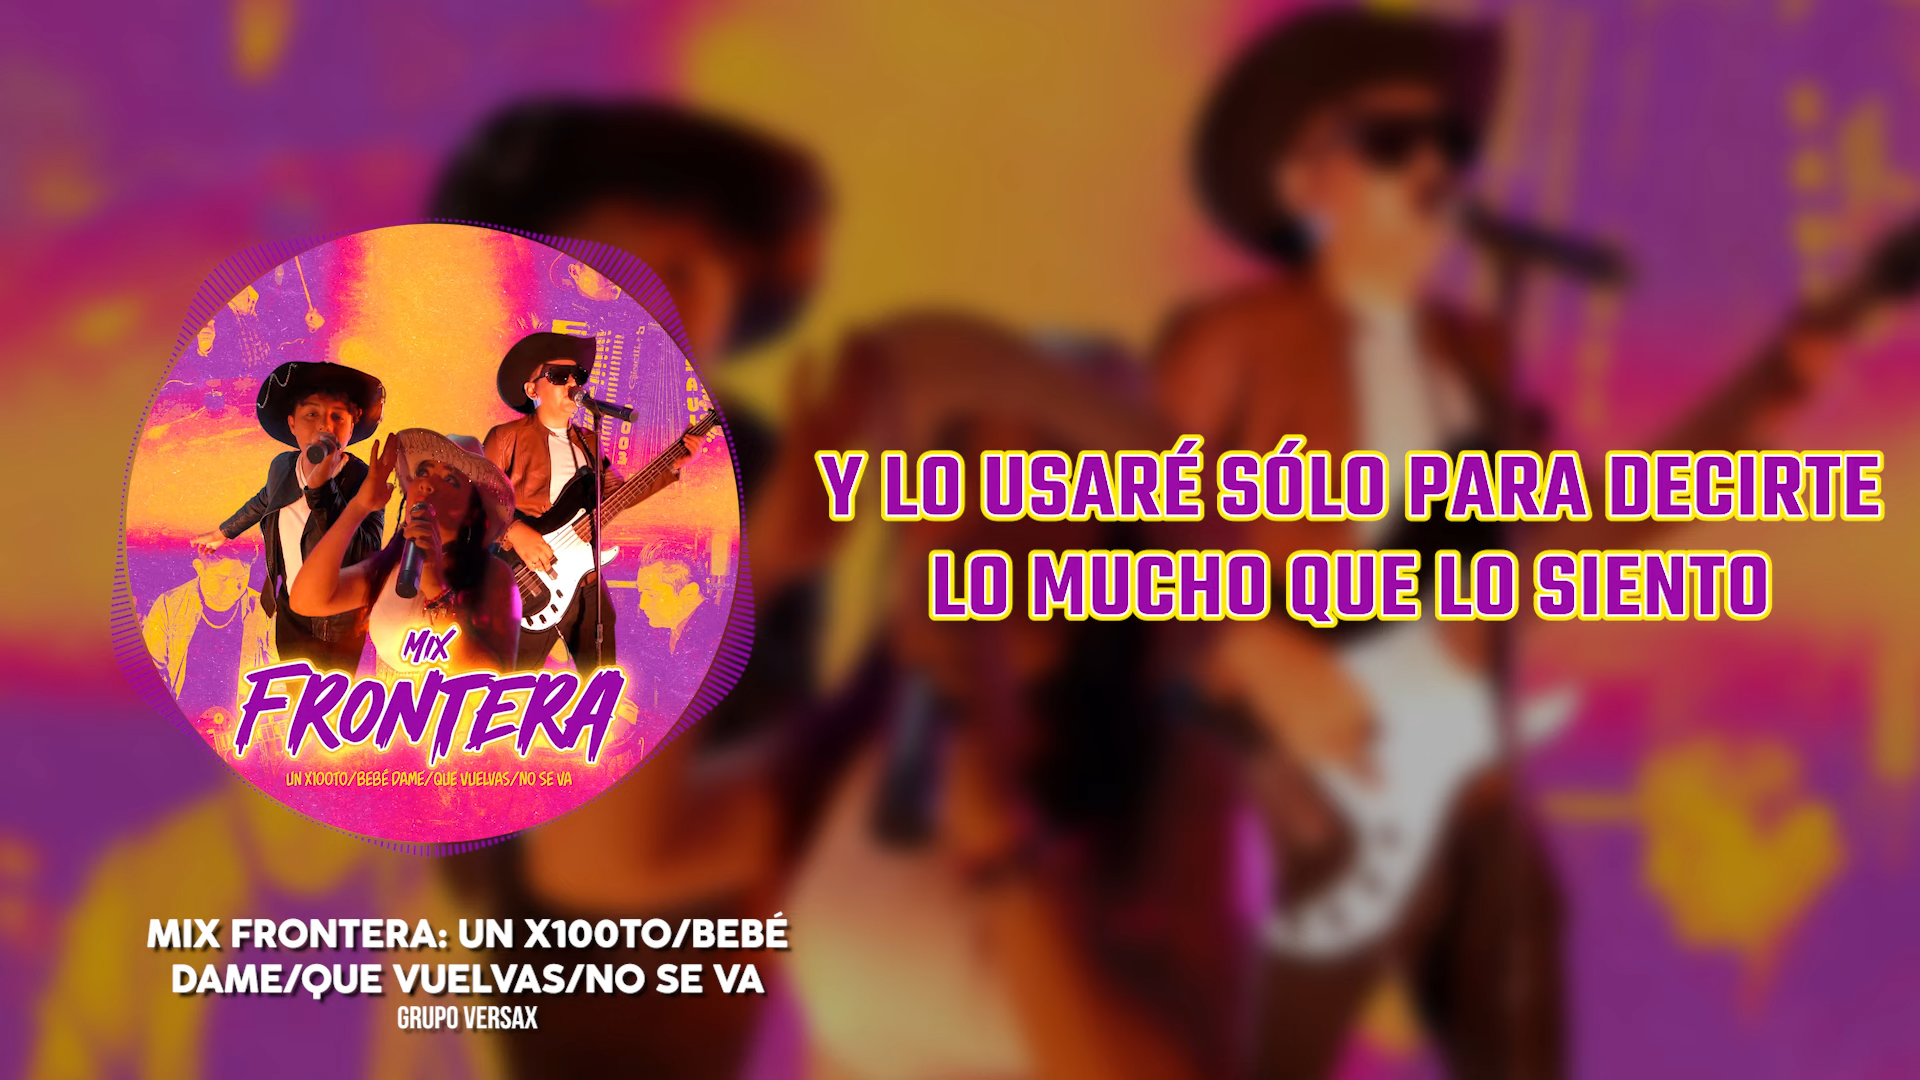 MIX
FRONTERA
UN X100TO/BEBÉ DAME/QUE VUELVAS/NO SE VA
Y LO USARÉ SÓLO PARA DECIRTE
LO MUCHO QUE LO SIENTO
MIX FRONTERA: UN X100TO/BEBÉ
DAME/QUE VUELVAS/NO SE VA
GRUPO VERSAX